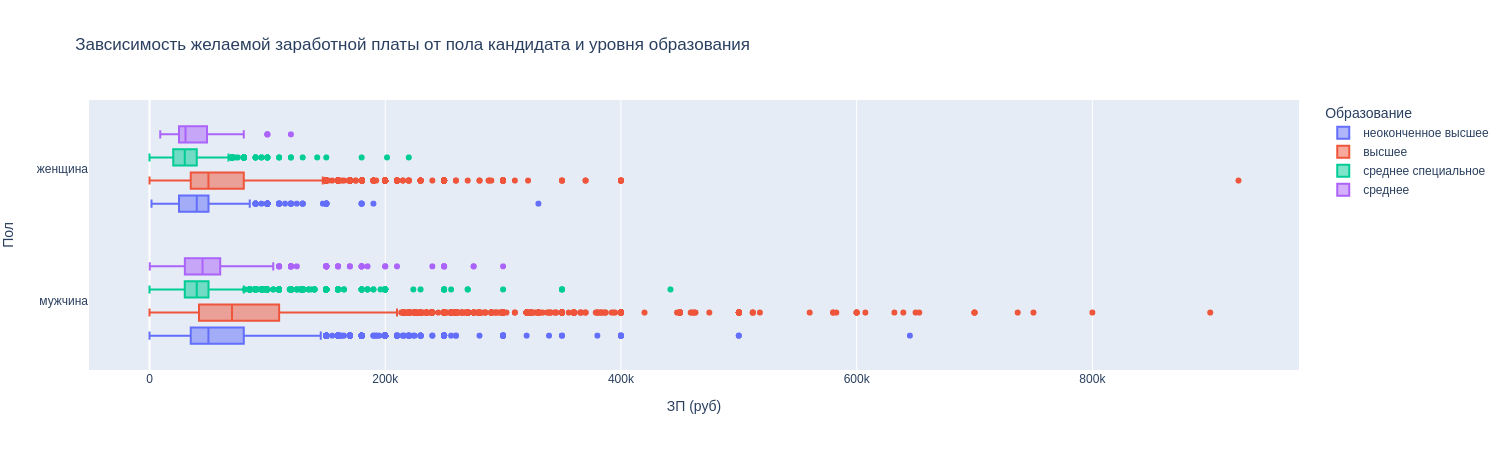 Завсисимость желаемой заработной платы от пола кандидата и уровня образования
Образование
неоконченное высшее
высшее
среднее специальное
среднее
женщина
Пол
мужчина
0
200k
400k
600k
800k
ЗП (руб)